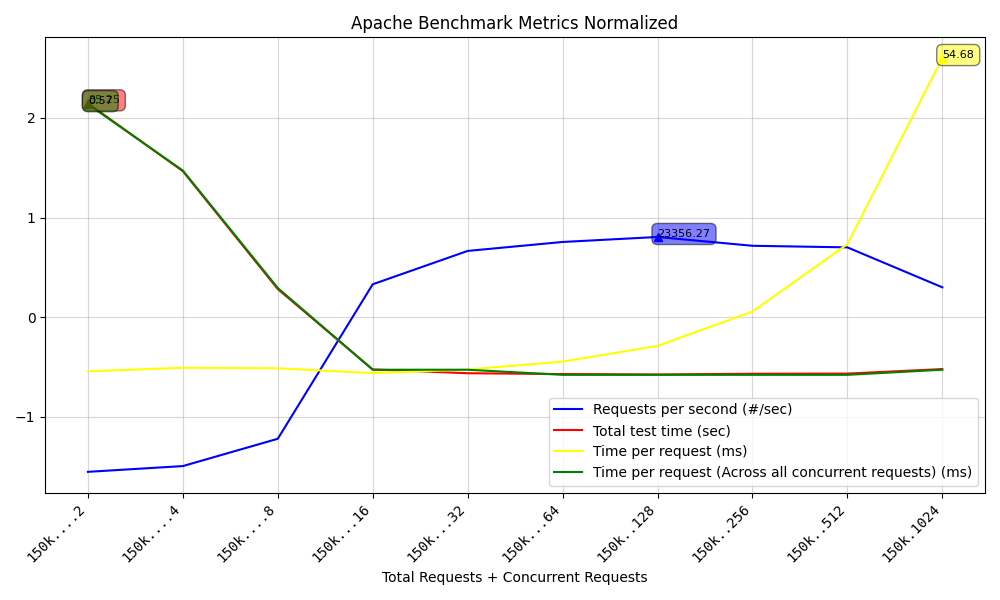 Apache Benchmark Metrics Normalized
54.68
0.57
23356.27
2
1
0
−1
Requests per second (#/sec)
Total test time (sec)
Time per request (ms)
Time per request (Across all concurrent requests) (ms)
150k....2
150k....4
150k....8
150k...16
150k...32
150k...64
150k..128
150k..256
150k..512
150k.1024
Total Requests + Concurrent Requests